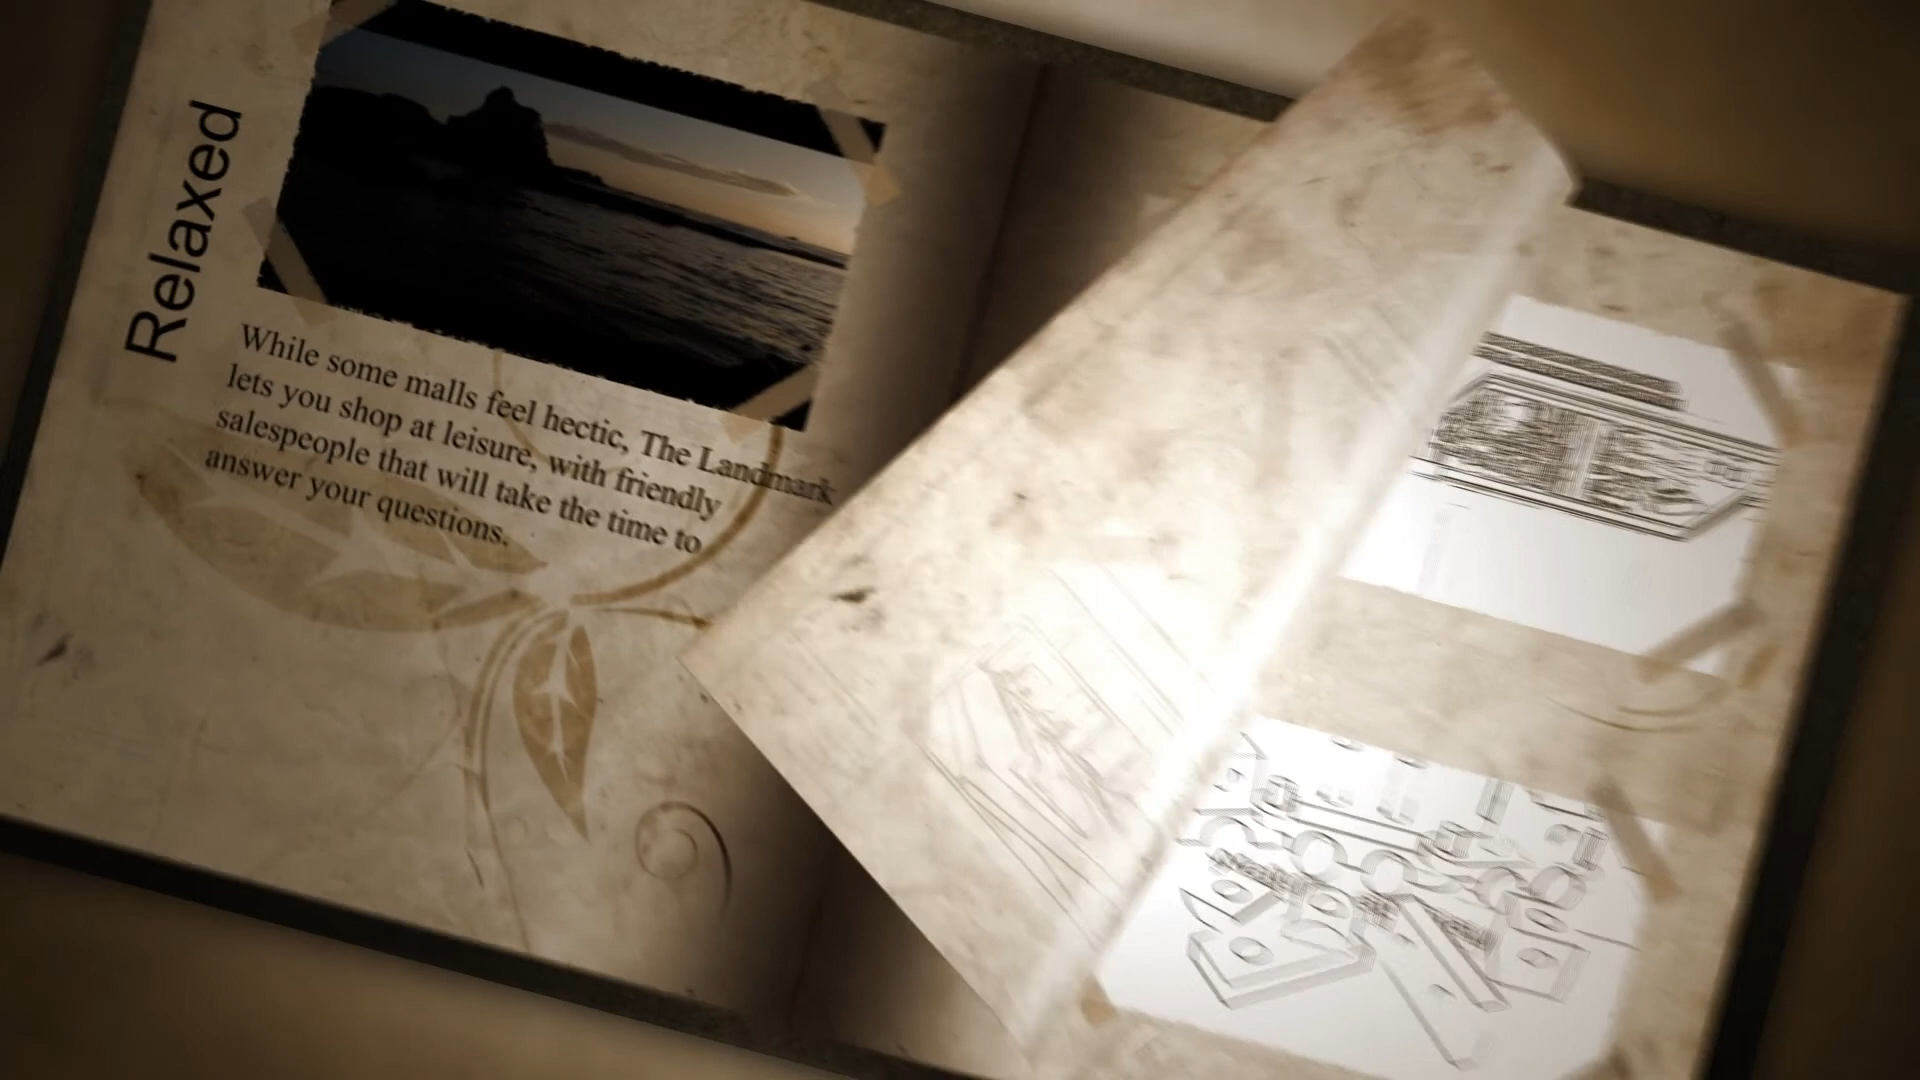 Relaxed
While some malls feel hectic, The Landmark
lets you shop at leisure, with friendly
salespeople that will take the time to
answer your questions.